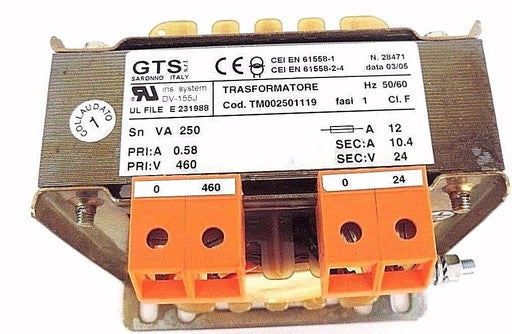 GTS s.r.l.
SARONNO ITALY
CE
CEI EN 61558-1
CEI EN 61558-2-4
N. 28471
data 03/05
iris system
DV-155J
UL FILE E 231988
TRASFORMATORE
Hz 50/60
Cod. TM002501119
fasi 1
Cl. F
Sn VA 250
PRI:A 0.58
PRI:V 460
A 12
SEC:A 10.4
SEC:V 24
COLLAUDATO
1
0 460
0 24